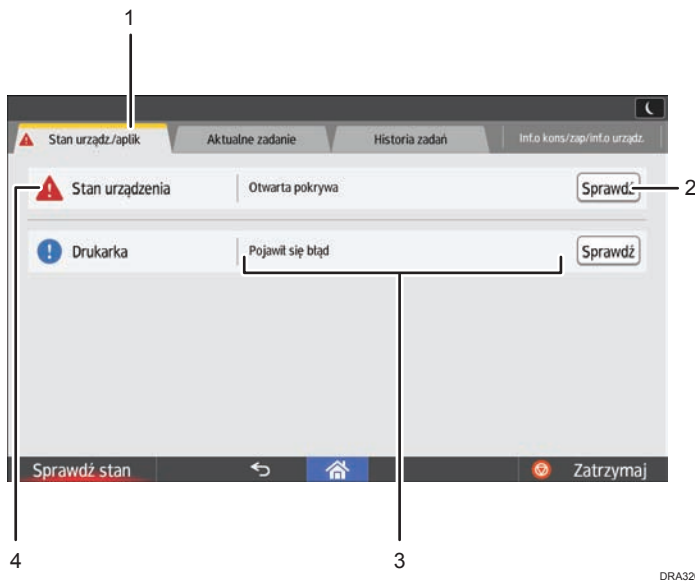 1
Stan urządz./aplik
Aktualne zadanie
Historia zadań
Inf.o kons/zap/inf.o urządz.
Stan urządzenia
Otwarta pokrywa
Sprawdź
2
Drukarka
Pojawił się błąd
Sprawdź
Sprawdź stan
Zatrzymaj
4
3
DRA32